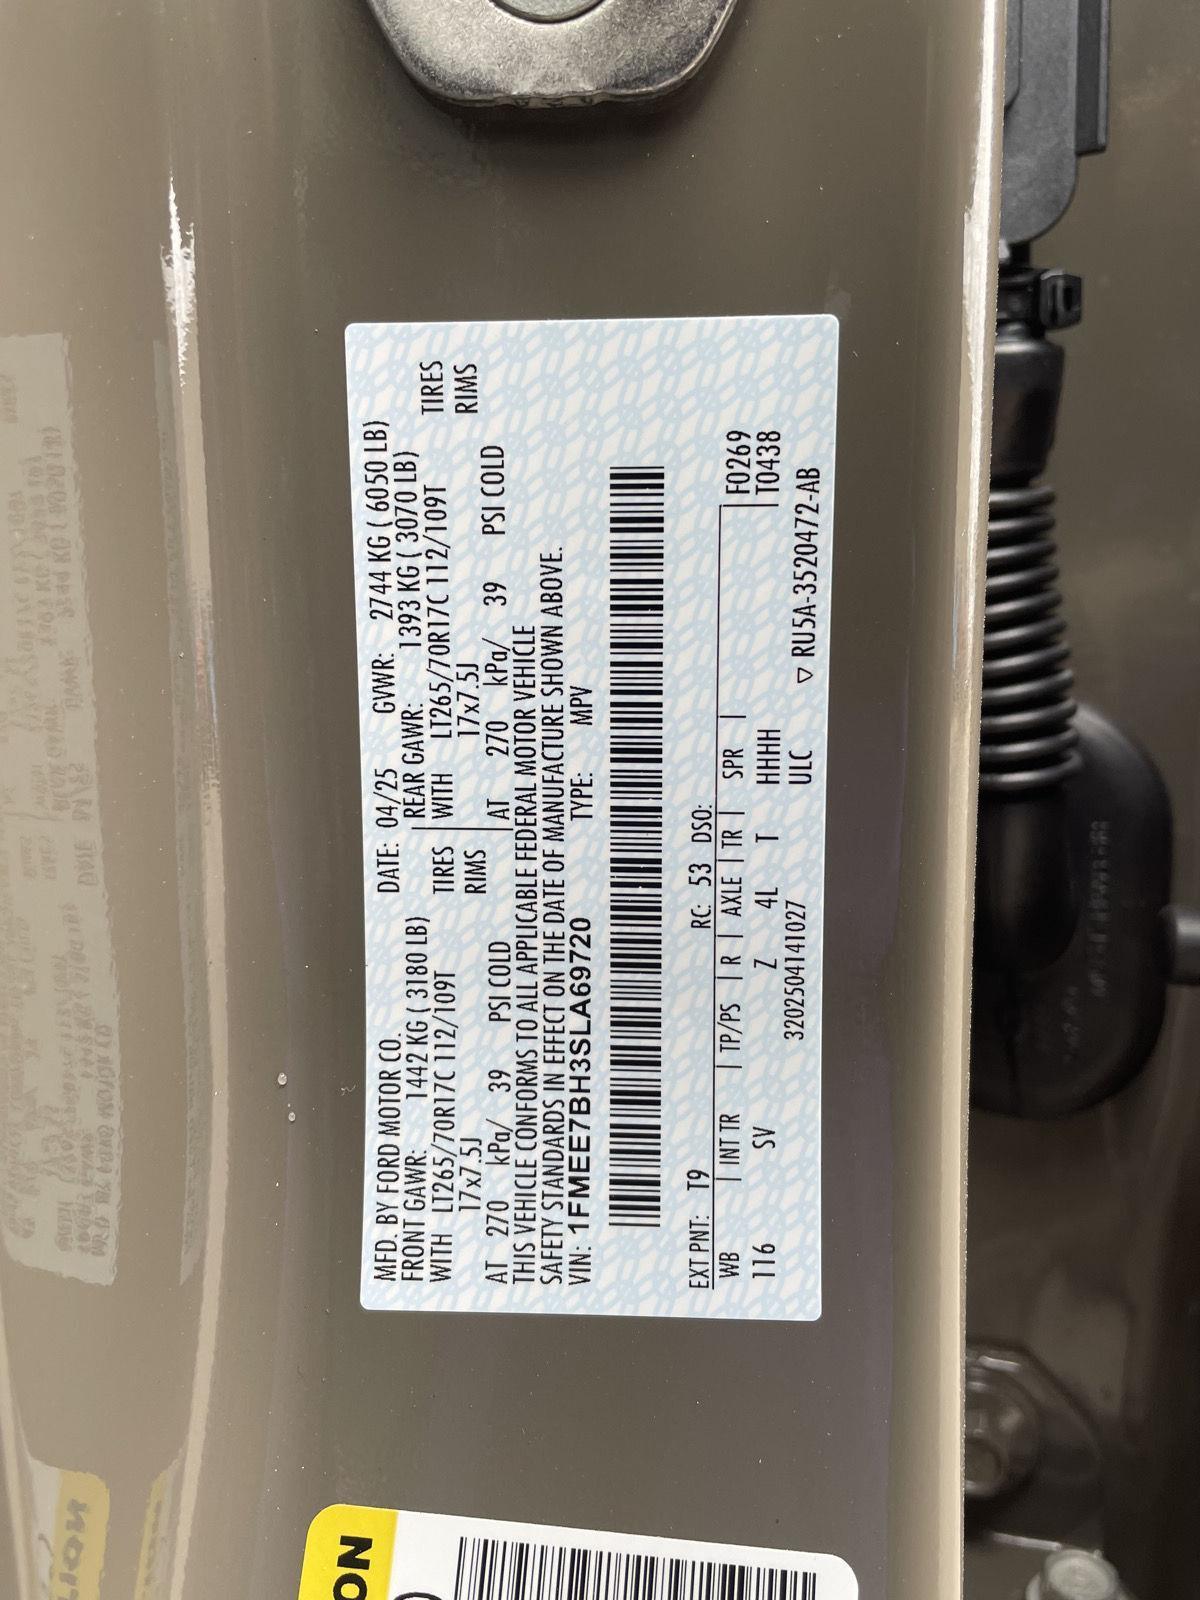 MFD. BY FORD MOTOR CO. DATE: 04/25 GVWR: 2744 KG ( 6050 LB)
FRONT GAWR: 1442 KG ( 3180 LB) REAR GAWR: 1393 KG ( 3070 LB)
WITH LT265/70R17C 112/109T TIRES WITH LT265/70R17C 112/109T TIRES
17x7.5J RIMS 17x7.5J RIMS
AT 270 kPa/ 39 PSI COLD AT 270 kPa/ 39 PSI COLD
THIS VEHICLE CONFORMS TO ALL APPLICABLE FEDERAL MOTOR VEHICLE
SAFETY STANDARDS IN EFFECT ON THE DATE OF MANUFACTURE SHOWN ABOVE.
VIN: 1FMEE7BH3SLA69720 TYPE: MPV
EXT PNT: T9 RC: 53 DSO:
WB | INT TR | TP/PS | R | AXLE | TR | SPR | F0269
116 SV Z 4L T HHHH T0438
3202504141027 ULC ▽ RU5A-3520472-AB
ON